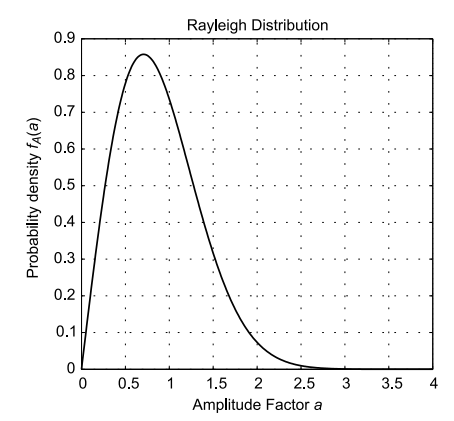 Rayleigh Distribution
0.9
0.8
0.7
0.6
0.5
0.4
0.3
0.2
0.1
0
Probability density f_A(a)
0 0.5 1 1.5 2 2.5 3 3.5 4
Amplitude Factor a